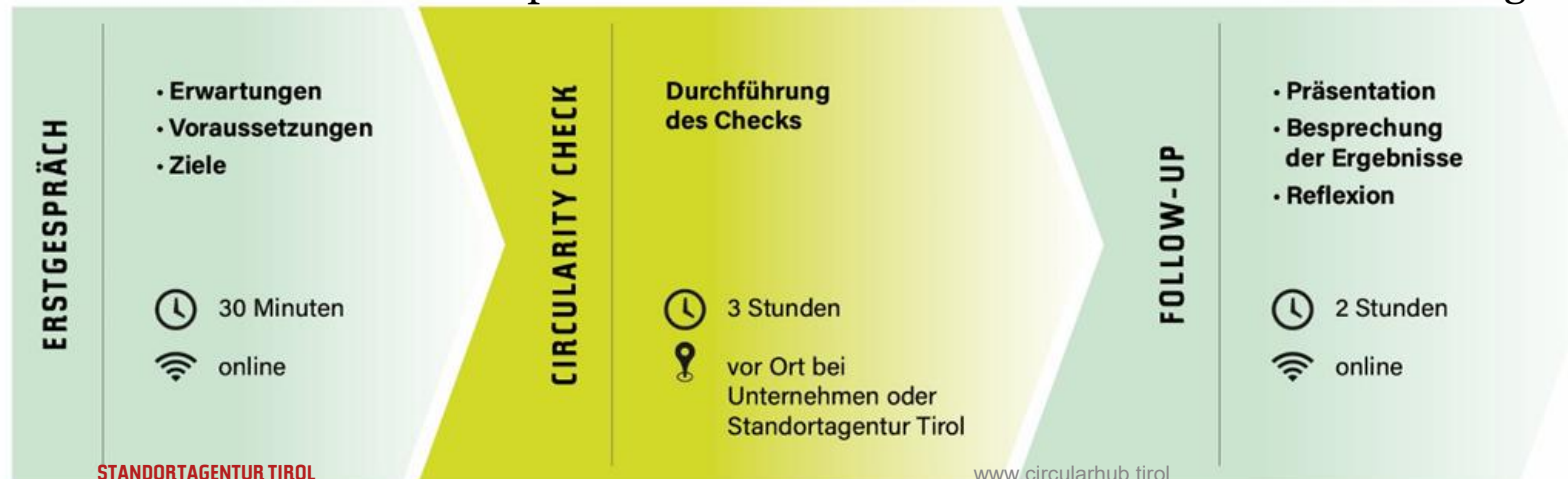 ERSTGESPRÄCH
· Erwartungen
· Voraussetzungen
· Ziele
30 Minuten
online
CIRCULARITY CHECK
Durchführung
des Checks
3 Stunden
vor Ort bei
Unternehmen oder
Standortagentur Tirol
FOLLOW-UP
· Präsentation
· Besprechung
der Ergebnisse
· Reflexion
2 Stunden
online
STANDORTAGENTUR TIROL
www.circularhub.tirol